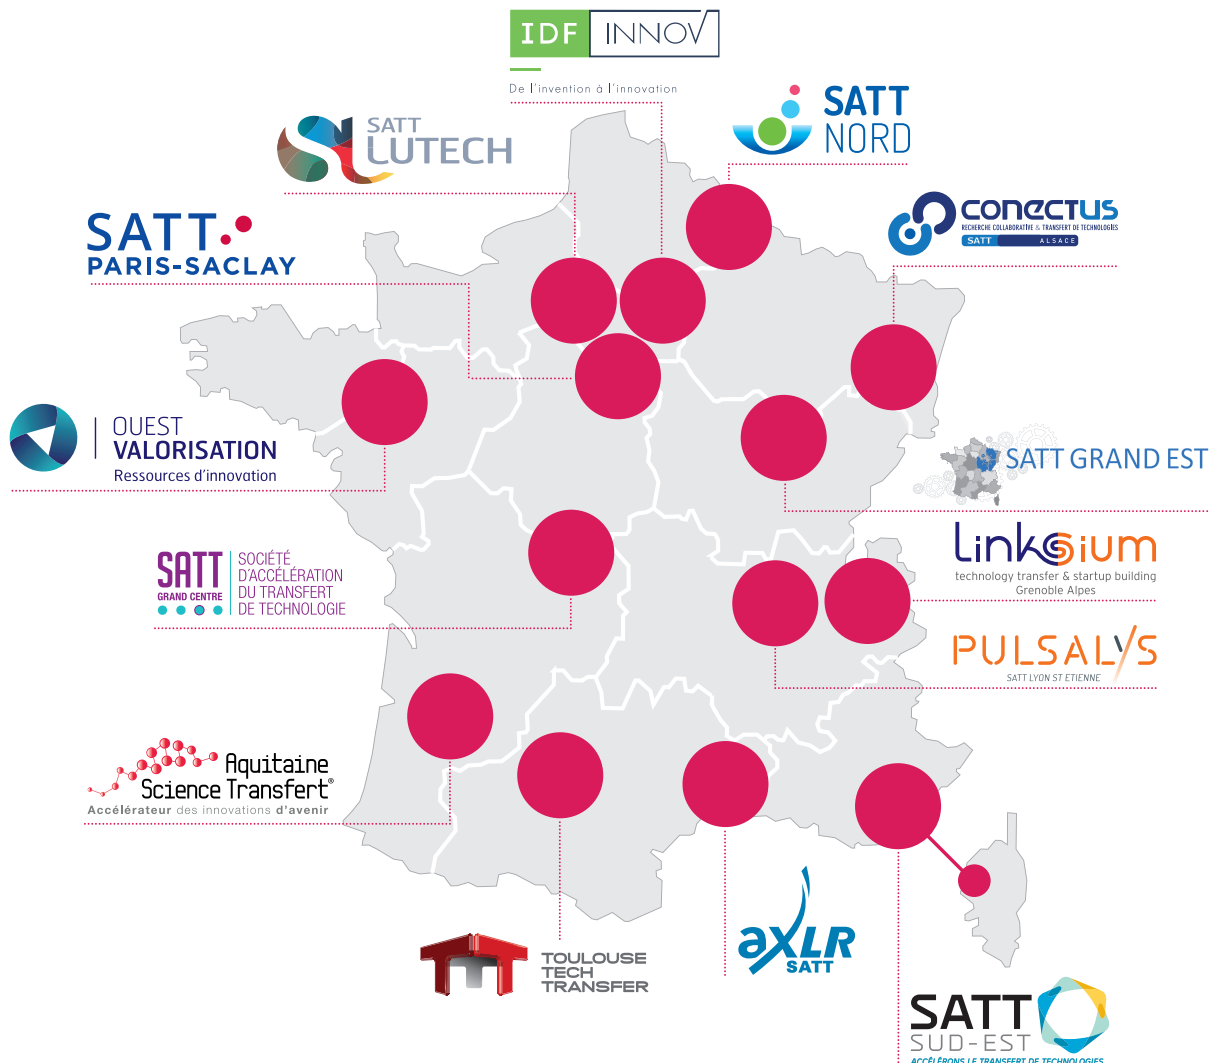 IDF INNOV
De l'invention à l'innovation
SATT
LUTECH
SATT
NORD
SATT
PARIS-SACLAY
CONECTUS
RECHERCHE COLLABORATIVE & TRANSFERT DE TECHNOLOGIES
SATT ALSACE
OUEST
VALORISATION
Ressources d'innovation
SATT GRAND EST
SATT
GRAND CENTRE
SOCIÉTÉ
D'ACCÉLÉRATION
DU TRANSFERT
DE TECHNOLOGIE
Linksium
technology transfer & startup building
Grenoble Alpes
PULSALYS
SATT LYON ST ETIENNE
Aquitaine
Science Transfert®
Accélérateur des innovations d'avenir
TOULOUSE
TECH
TRANSFER
axLR
SATT
SATT
SUD-EST
ACCÉLÉRONS LE TRANSFERT DE TECHNOLOGIES